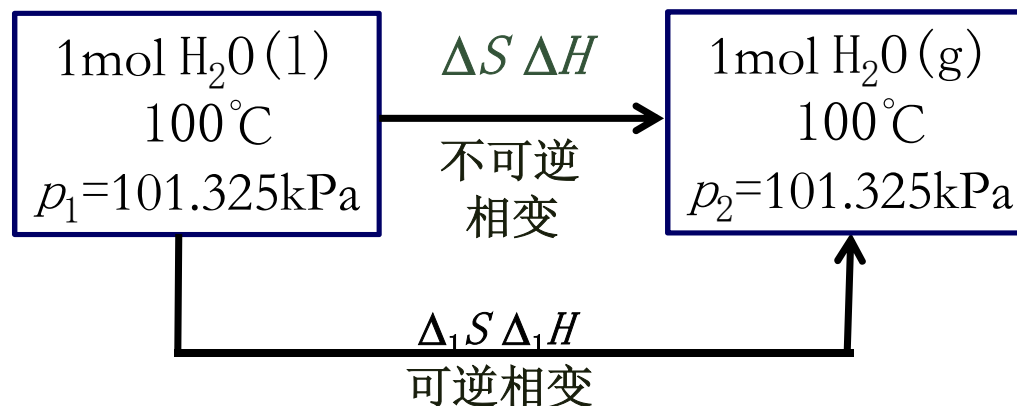 1mol H₂O(l)
100℃
p₁=101.325kPa
ΔS ΔH
不可逆
相变
1mol H₂O(g)
100℃
p₂=101.325kPa
Δ₁S Δ₁H
可逆相变